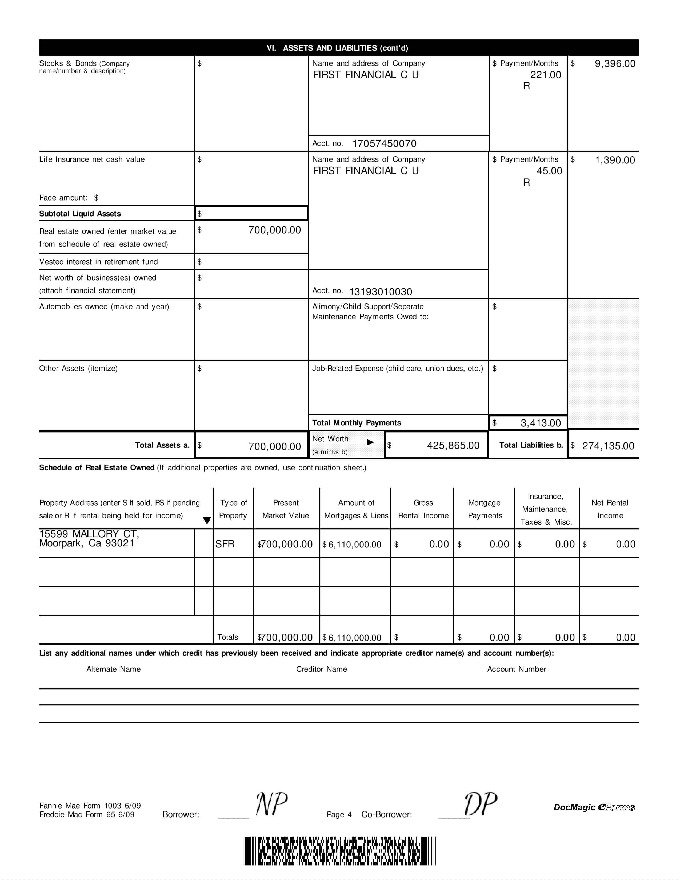 VI. ASSETS AND LIABILITIES (cont'd)
Stocks & Bonds (Company
name/number & description)
$
Name and address of Company
FIRST FINANCIAL C U
$ Payment/Months
221.00
R
$ 9,396.00
Acct. no. 17057450070
Life Insurance net cash value
$
Name and address of Company
FIRST FINANCIAL C U
$ Payment/Months
45.00
R
$ 1,390.00
Face amount: $
Subtotal Liquid Assets $
Real estate owned (enter market value
from schedule of real estate owned)
$ 700,000.00
Vested interest in retirement fund $
Net worth of business(es) owned
(attach financial statement)
$
Acct. no. 13193010030
Automobiles owned (make and year) $
Alimony/Child Support/Separate
Maintenance Payments Owed to:
$
Other Assets (itemize) $
Job-Related Expense (child care, union dues, etc.) $
Total Monthly Payments $ 3,413.00
Total Assets a. $ 700,000.00
Net Worth
(a minus b)
$ 425,865.00
Total Liabilities b. $ 274,135.00
Schedule of Real Estate Owned (If additional properties are owned, use continuation sheet.)
Property Address (enter S if sold, PS if pending
sale or R if rental being held for income)
Type of
Property
Present
Market Value
Amount of
Mortgages & Liens
Gross
Rental Income
Mortgage
Payments
Insurance,
Maintenance,
Taxes & Misc.
Net Rental
Income
15599 MALLORY CT,
Moorpark, Ca 93021
SFR $700,000.00 $ 6,110,000.00 $ 0.00 $ 0.00 $ 0.00 $ 0.00
Totals $700,000.00 $ 6,110,000.00 $ $ 0.00 $ 0.00 $ 0.00
List any additional names under which credit has previously been received and indicate appropriate creditor name(s) and account number(s):
Alternate Name Creditor Name Account Number
Fannie Mae Form 1003 6/09
Freddie Mac Form 65 6/09
Borrower: NP
Page 4 Co-Borrower: DP
DocMagic